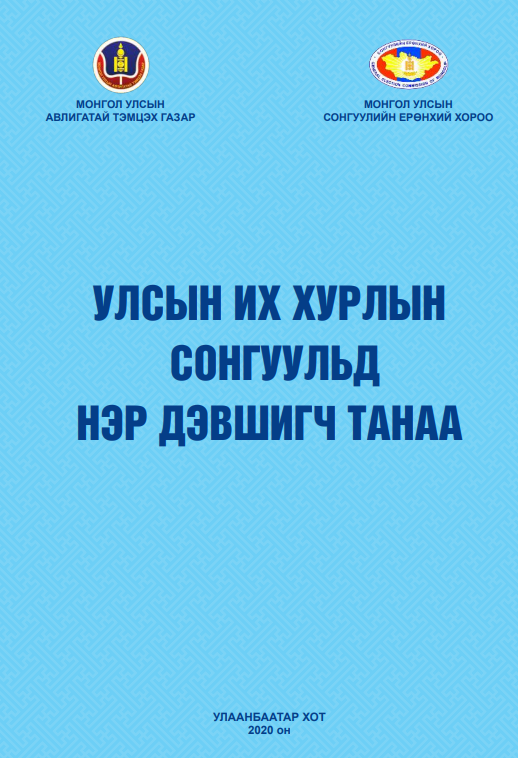 МОНГОЛ УЛСЫН
АВЛИГАТАЙ ТЭМЦЭХ ГАЗАР
МОНГОЛ УЛСЫН
СОНГУУЛИЙН ЕРӨНХИЙ ХОРОО
УЛСЫН ИХ ХУРЛЫН
СОНГУУЛЬД
НЭР ДЭВШИГЧ ТАНАА
УЛААНБААТАР ХОТ
2020 он